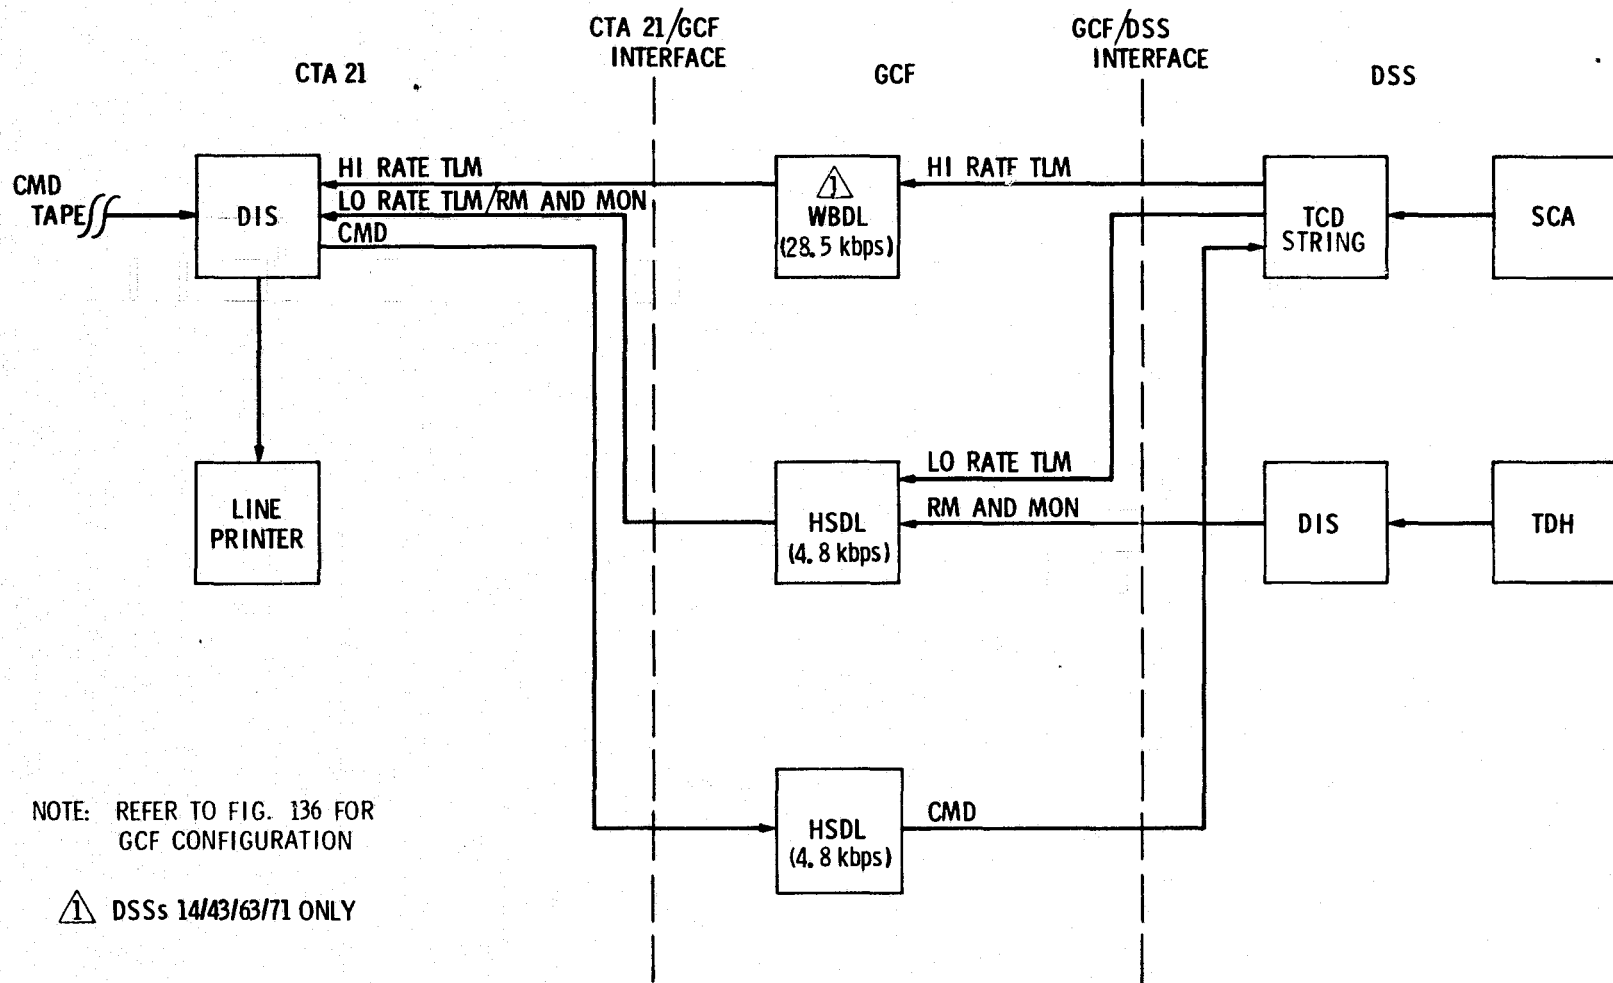 CTA 21/GCF
INTERFACE
GCF/DSS
INTERFACE
CTA 21
GCF
DSS
CMD
TAPE
DIS
HI RATE TLM
LO RATE TLM/RM AND MON
CMD
1
WBDL
(28.5 kbps)
HI RATE TLM
TCD
STRING
SCA
LINE
PRINTER
HSDL
(4.8 kbps)
LO RATE TLM
RM AND MON
DIS
TDH
HSDL
(4.8 kbps)
CMD
NOTE: REFER TO FIG. 136 FOR
GCF CONFIGURATION
1 DSSs 14/43/63/71 ONLY